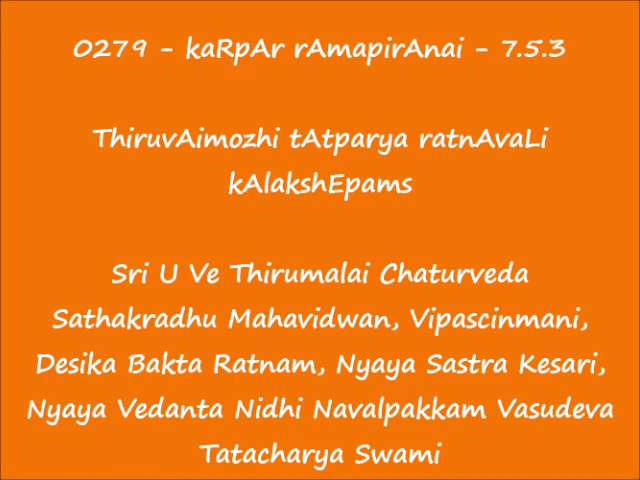 0279 - kaRpAr rAmapirAnai - 7.5.3
ThiruvAimozhi tAtparya ratnAvaLi
kAlakshEpams
Sri U Ve Thirumalai Chaturveda
Sathakradhu Mahavidwan, Vipascinmani,
Desika Bakta Ratnam, Nyaya Sastra Kesari,
Nyaya Vedanta Nidhi Navalpakkam Vasudeva
Tatacharya Swami